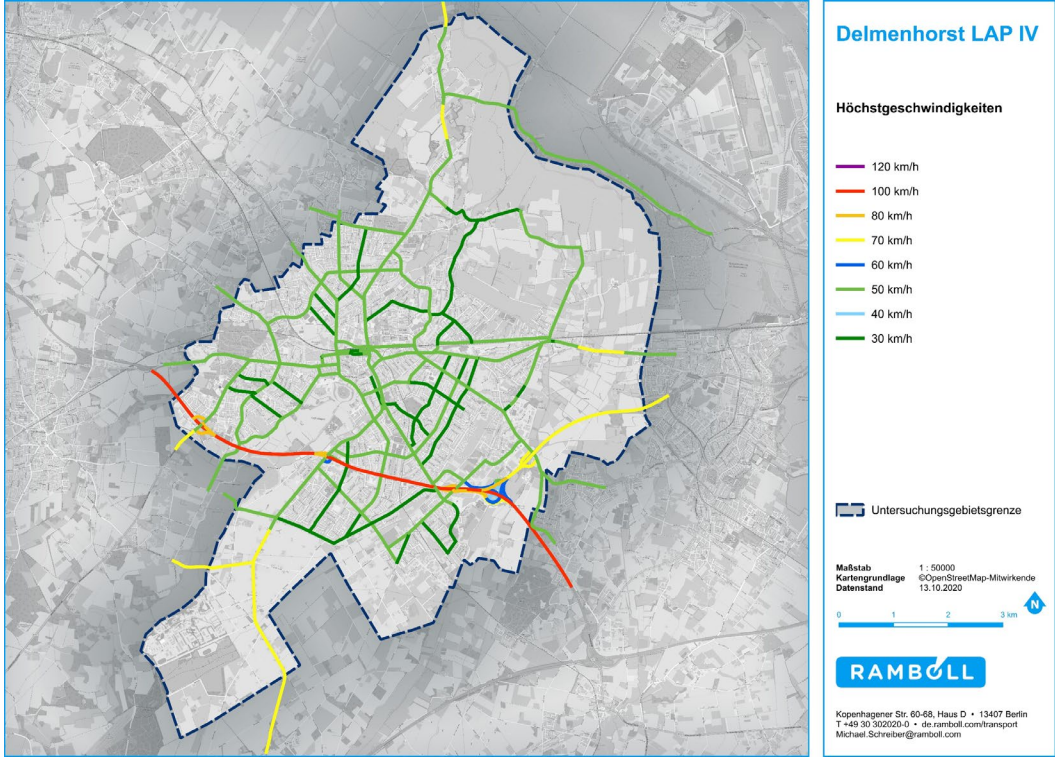 Delmenhorst LAP IV
Höchstgeschwindigkeiten
120 km/h
100 km/h
80 km/h
70 km/h
60 km/h
50 km/h
40 km/h
30 km/h
Untersuchungsgebietsgrenze
Maßstab 1 : 50000
Kartengrundlage ©OpenStreetMap-Mitwirkende
Datenstand 13.10.2020
N
0 1 2 3 km
RAMBOLL
Kopenhagener Str. 60-68, Haus D • 13407 Berlin
T +49 30 302020-0 • de.ramboll.com/transport
Michael.Schreiber@ramboll.com